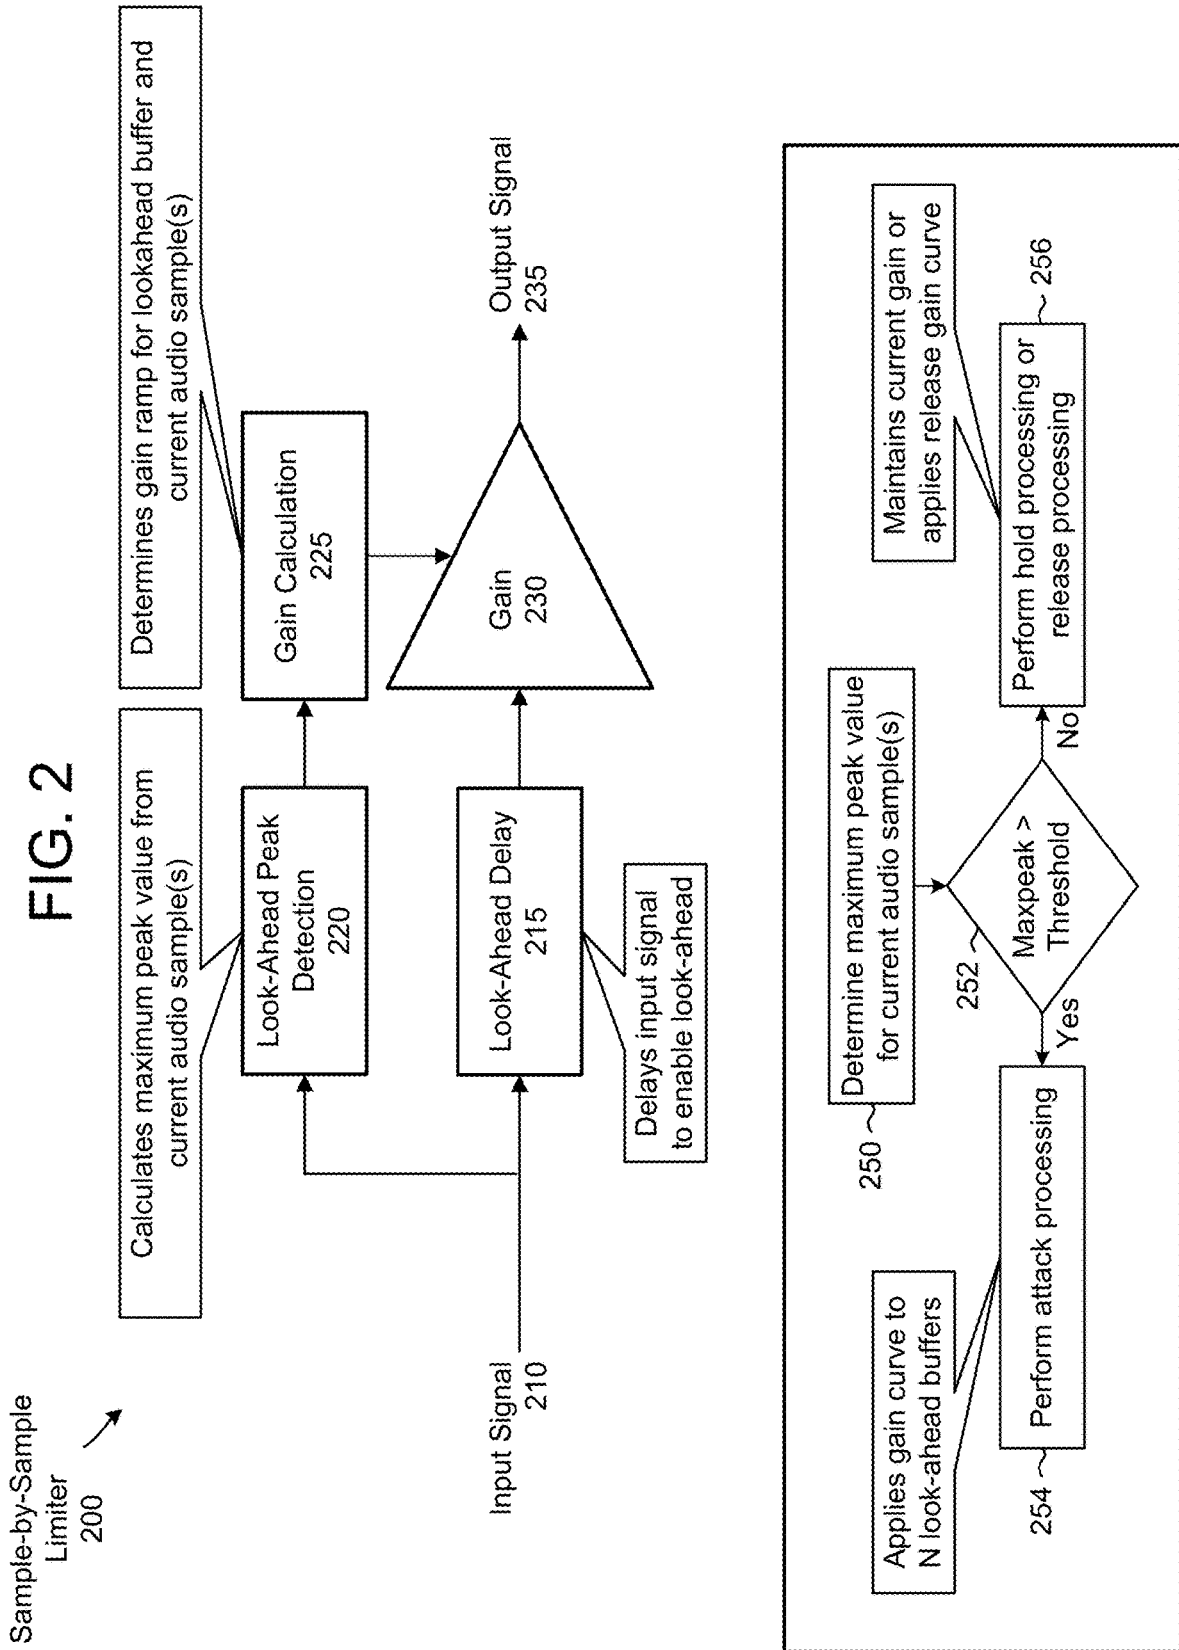 FIG. 2
Sample-by-Sample
Limiter
200
Calculates maximum peak value from
current audio sample(s)
Determines gain ramp for lookahead buffer and
current audio sample(s)
Look-Ahead Peak
Detection
220
Gain Calculation
225
Input Signal
210
Look-Ahead Delay
215
Gain
230
Output Signal
235
Delays input signal
to enable look-ahead
250
Determine maximum peak value
for current audio sample(s)
Applies gain curve to
N look-ahead buffers
Maintains current gain or
applies release gain curve
252
254
Perform attack processing
Yes
Maxpeak >
Threshold
No
Perform hold processing or
release processing
256